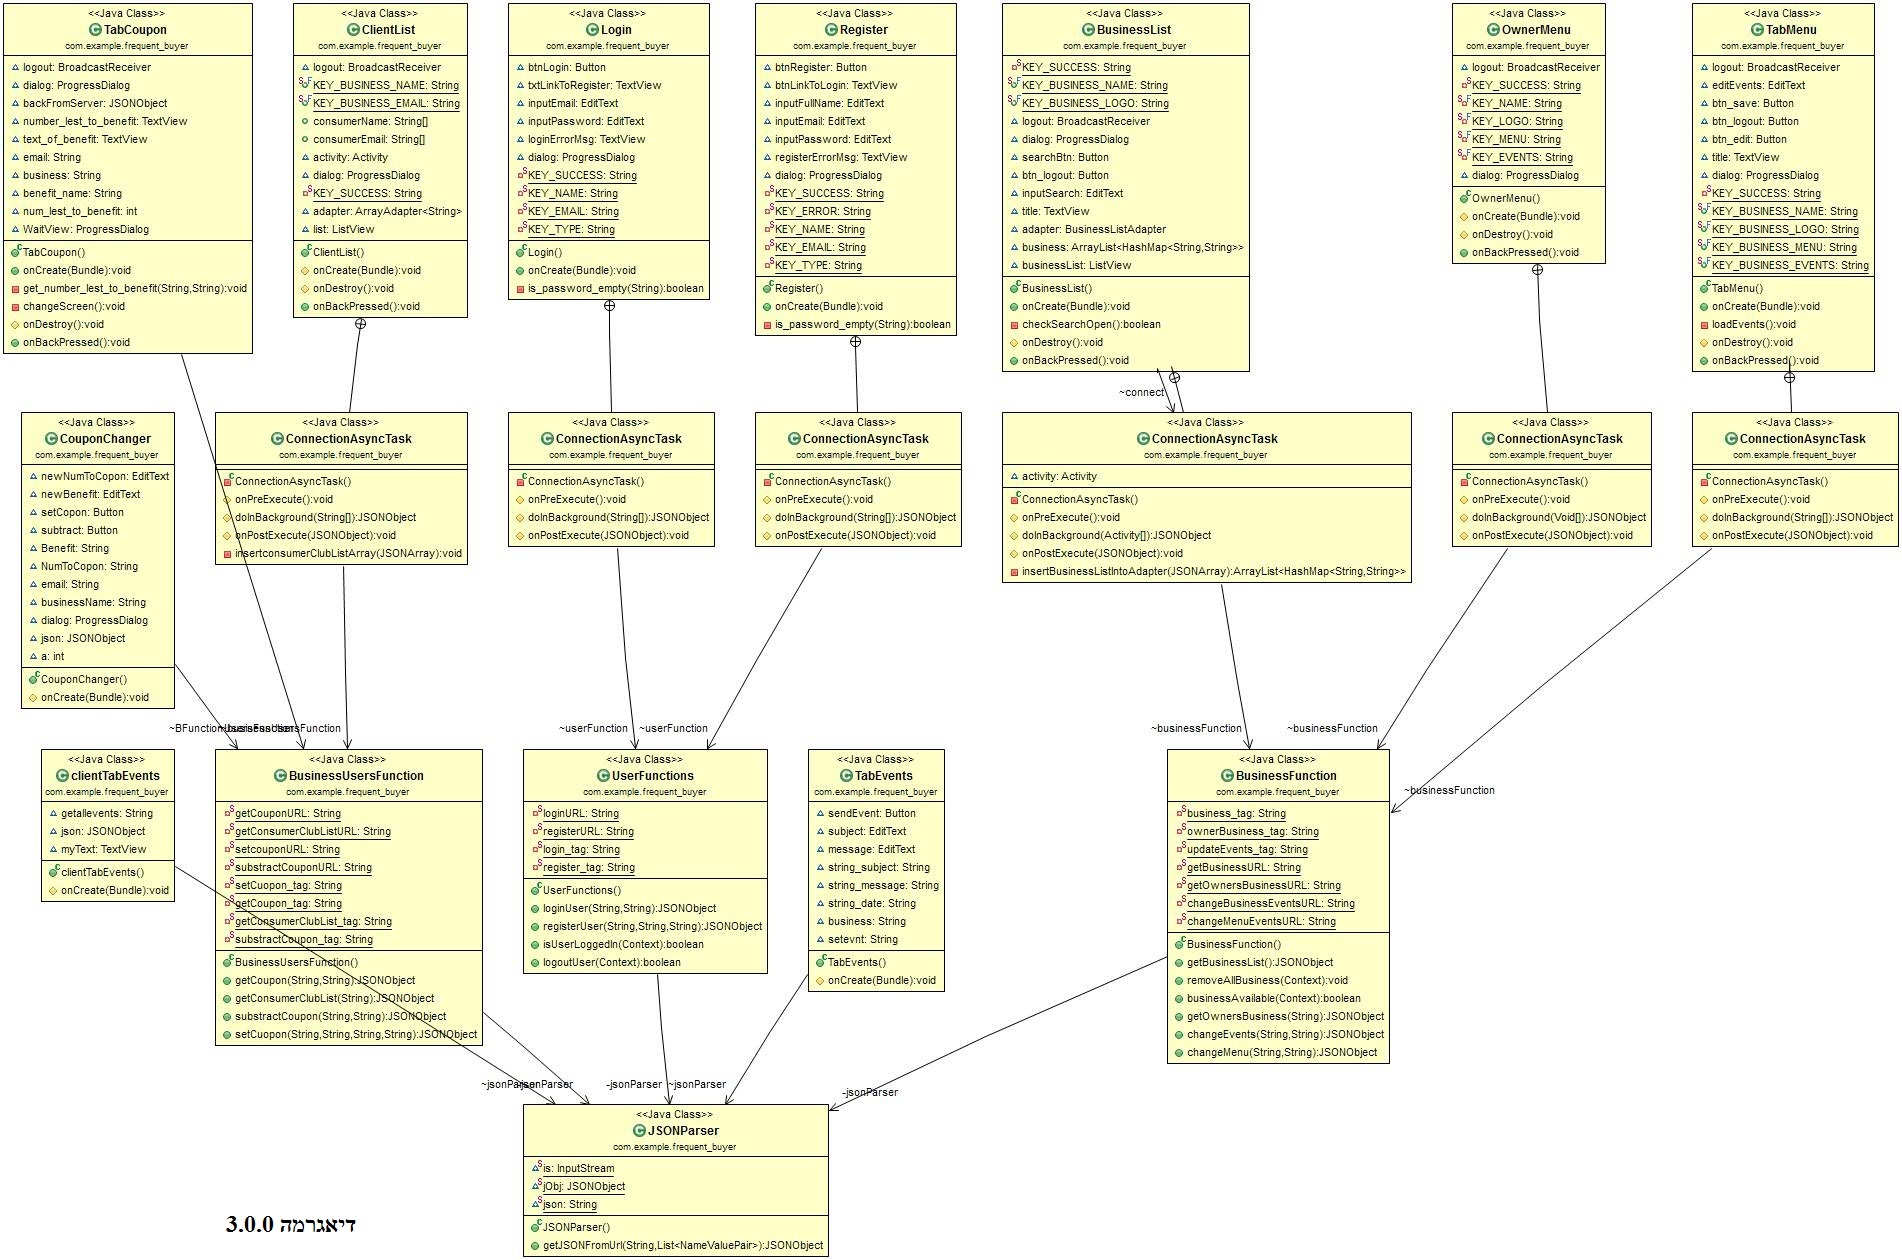 <<Java Class>>
TabCoupon
com.example.frequent_buyer
logout: BroadcastReceiver
dialog: ProgressDialog
backFromServer: JSONObject
number_lest_to_benefit: TextView
text_of_benefit: TextView
email: String
business: String
benefit_name: String
num_lest_to_benefit: int
WaitView: ProgressDialog
TabCoupon()
onCreate(Bundle):void
get_number_lest_to_benefit(String,String):void
changeScreen():void
onDestroy():void
onBackPressed():void
<<Java Class>>
ClientList
com.example.frequent_buyer
logout: BroadcastReceiver
KEY_BUSINESS_NAME: String
KEY_BUSINESS_EMAIL: String
consumerName: String[]
consumerEmail: String[]
activity: Activity
dialog: ProgressDialog
KEY_SUCCESS: String
adapter: ArrayAdapter<String>
list: ListView
ClientList()
onCreate(Bundle):void
onDestroy():void
onBackPressed():void
<<Java Class>>
Login
com.example.frequent_buyer
btnLogin: Button
txtLinkToRegister: TextView
inputEmail: EditText
inputPassword: EditText
loginErrorMsg: TextView
dialog: ProgressDialog
KEY_SUCCESS: String
KEY_NAME: String
KEY_EMAIL: String
KEY_TYPE: String
Login()
onCreate(Bundle):void
is_password_empty(String):boolean
<<Java Class>>
Register
com.example.frequent_buyer
btnRegister: Button
btnLinkToLogin: TextView
inputFullName: EditText
inputEmail: EditText
inputPassword: EditText
registerErrorMsg: TextView
dialog: ProgressDialog
KEY_SUCCESS: String
KEY_ERROR: String
KEY_NAME: String
KEY_EMAIL: String
KEY_TYPE: String
Register()
onCreate(Bundle):void
is_password_empty(String):boolean
<<Java Class>>
BusinessList
com.example.frequent_buyer
KEY_SUCCESS: String
KEY_BUSINESS_NAME: String
KEY_BUSINESS_LOGO: String
logout: BroadcastReceiver
dialog: ProgressDialog
searchBtn: Button
btn_logout: Button
inputSearch: EditText
title: TextView
adapter: BusinessListAdapter
business: ArrayList<HashMap<String,String>>
businessList: ListView
BusinessList()
onCreate(Bundle):void
checkSearchOpen():boolean
onDestroy():void
onBackPressed():void
<<Java Class>>
OwnerMenu
com.example.frequent_buyer
logout: BroadcastReceiver
KEY_SUCCESS: String
KEY_NAME: String
KEY_LOGO: String
KEY_MENU: String
KEY_EVENTS: String
dialog: ProgressDialog
OwnerMenu()
onCreate(Bundle):void
onDestroy():void
onBackPressed():void
<<Java Class>>
TabMenu
com.example.frequent_buyer
logout: BroadcastReceiver
editEvents: EditText
btn_save: Button
btn_logout: Button
btn_edit: Button
title: TextView
dialog: ProgressDialog
KEY_SUCCESS: String
KEY_BUSINESS_NAME: String
KEY_BUSINESS_LOGO: String
KEY_BUSINESS_MENU: String
KEY_BUSINESS_EVENTS: String
TabMenu()
onCreate(Bundle):void
loadEvents():void
onDestroy():void
onBackPressed():void
~connect
<<Java Class>>
CouponChanger
com.example.frequent_buyer
newNumToCopon: EditText
newBenefit: EditText
setCopon: Button
subtract: Button
Benefit: String
NumToCopon: String
email: String
businessName: String
dialog: ProgressDialog
json: JSONObject
a: int
CouponChanger()
onCreate(Bundle):void
<<Java Class>>
ConnectionAsyncTask
com.example.frequent_buyer
ConnectionAsyncTask()
onPreExecute():void
doInBackground(String[]):JSONObject
onPostExecute(JSONObject):void
insertconsumerClubListArray(JSONArray):void
<<Java Class>>
ConnectionAsyncTask
com.example.frequent_buyer
ConnectionAsyncTask()
onPreExecute():void
doInBackground(String[]):JSONObject
onPostExecute(JSONObject):void
<<Java Class>>
ConnectionAsyncTask
com.example.frequent_buyer
ConnectionAsyncTask()
onPreExecute():void
doInBackground(String[]):JSONObject
onPostExecute(JSONObject):void
<<Java Class>>
ConnectionAsyncTask
com.example.frequent_buyer
activity: Activity
ConnectionAsyncTask()
onPreExecute():void
doInBackground(Activity[]):JSONObject
onPostExecute(JSONObject):void
insertBusinessListIntoAdapter(JSONArray):ArrayList<HashMap<String,String>>
<<Java Class>>
ConnectionAsyncTask
com.example.frequent_buyer
ConnectionAsyncTask()
onPreExecute():void
doInBackground(Void[]):JSONObject
onPostExecute(JSONObject):void
<<Java Class>>
ConnectionAsyncTask
com.example.frequent_buyer
ConnectionAsyncTask()
onPreExecute():void
doInBackground(String[]):JSONObject
onPostExecute(JSONObject):void
~userFunction
~userFunction
~businessFunction
~businessFunction
~businessFunction
<<Java Class>>
clientTabEvents
com.example.frequent_buyer
getallevents: String
json: JSONObject
myText: TextView
clientTabEvents()
onCreate(Bundle):void
<<Java Class>>
BusinessUsersFunction
com.example.frequent_buyer
getCouponURL: String
getConsumerClubListURL: String
setcouponURL: String
substractCouponURL: String
setCuopon_tag: String
getCoupon_tag: String
getConsumerClubList_tag: String
substractCoupon_tag: String
BusinessUsersFunction()
getCoupon(String,String):JSONObject
getConsumerClubList(String):JSONObject
substractCoupon(String,String):JSONObject
setCuopon(String,String,String,String):JSONObject
<<Java Class>>
UserFunctions
com.example.frequent_buyer
loginURL: String
registerURL: String
login_tag: String
register_tag: String
UserFunctions()
loginUser(String,String):JSONObject
registerUser(String,String,String):JSONObject
isUserLoggedIn(Context):boolean
logoutUser(Context):boolean
<<Java Class>>
TabEvents
com.example.frequent_buyer
sendEvent: Button
subject: EditText
message: EditText
string_subject: String
string_message: String
string_date: String
business: String
setevnt: String
TabEvents()
onCreate(Bundle):void
<<Java Class>>
BusinessFunction
com.example.frequent_buyer
business_tag: String
ownerBusiness_tag: String
updateEvents_tag: String
getBusinessURL: String
getOwnersBusinessURL: String
changeBusinessEventsURL: String
changeMenuEventsURL: String
BusinessFunction()
getBusinessList():JSONObject
removeAllBusiness(Context):void
businessAvailable(Context):boolean
getOwnersBusiness(String):JSONObject
changeEvents(String,String):JSONObject
changeMenu(String,String):JSONObject
~jsonParser
-jsonParser
-jsonParser
~jsonParser
-jsonParser
<<Java Class>>
JSONParser
com.example.frequent_buyer
is: InputStream
jObj: JSONObject
json: String
JSONParser()
getJSONFromUrl(String,List<NameValuePair>):JSONObject
דיאגרמה 3.0.0